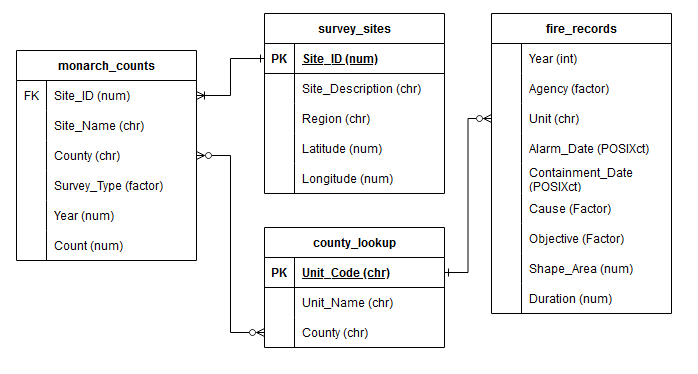 monarch_counts
FK Site_ID (num)
Site_Name (chr)
County (chr)
Survey_Type (factor)
Year (num)
Count (num)
survey_sites
PK Site_ID (num)
Site_Description (chr)
Region (chr)
Latitude (num)
Longitude (num)
county_lookup
PK Unit_Code (chr)
Unit_Name (chr)
County (chr)
fire_records
Year (int)
Agency (factor)
Unit (chr)
Alarm_Date (POSIXct)
Containment_Date
(POSIXct)
Cause (Factor)
Objective (Factor)
Shape_Area (num)
Duration (num)